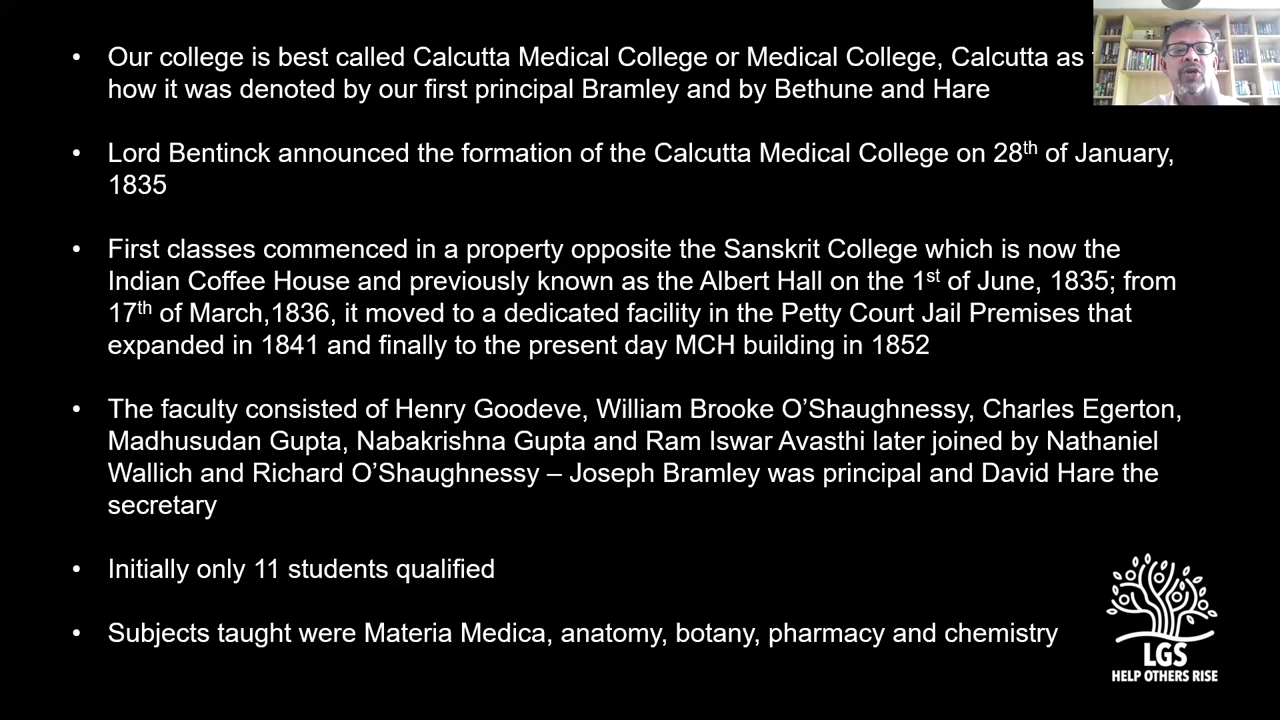 • Our college is best called Calcutta Medical College or Medical College, Calcutta as
how it was denoted by our first principal Bramley and by Bethune and Hare
• Lord Bentinck announced the formation of the Calcutta Medical College on 28th of January,
1835
• First classes commenced in a property opposite the Sanskrit College which is now the
Indian Coffee House and previously known as the Albert Hall on the 1st of June, 1835; from
17th of March,1836, it moved to a dedicated facility in the Petty Court Jail Premises that
expanded in 1841 and finally to the present day MCH building in 1852
• The faculty consisted of Henry Goodeve, William Brooke O'Shaughnessy, Charles Egerton,
Madhusudan Gupta, Nabakrishna Gupta and Ram Iswar Avasthi later joined by Nathaniel
Wallich and Richard O'Shaughnessy – Joseph Bramley was principal and David Hare the
secretary
• Initially only 11 students qualified
• Subjects taught were Materia Medica, anatomy, botany, pharmacy and chemistry
LGS
HELP OTHERS RISE